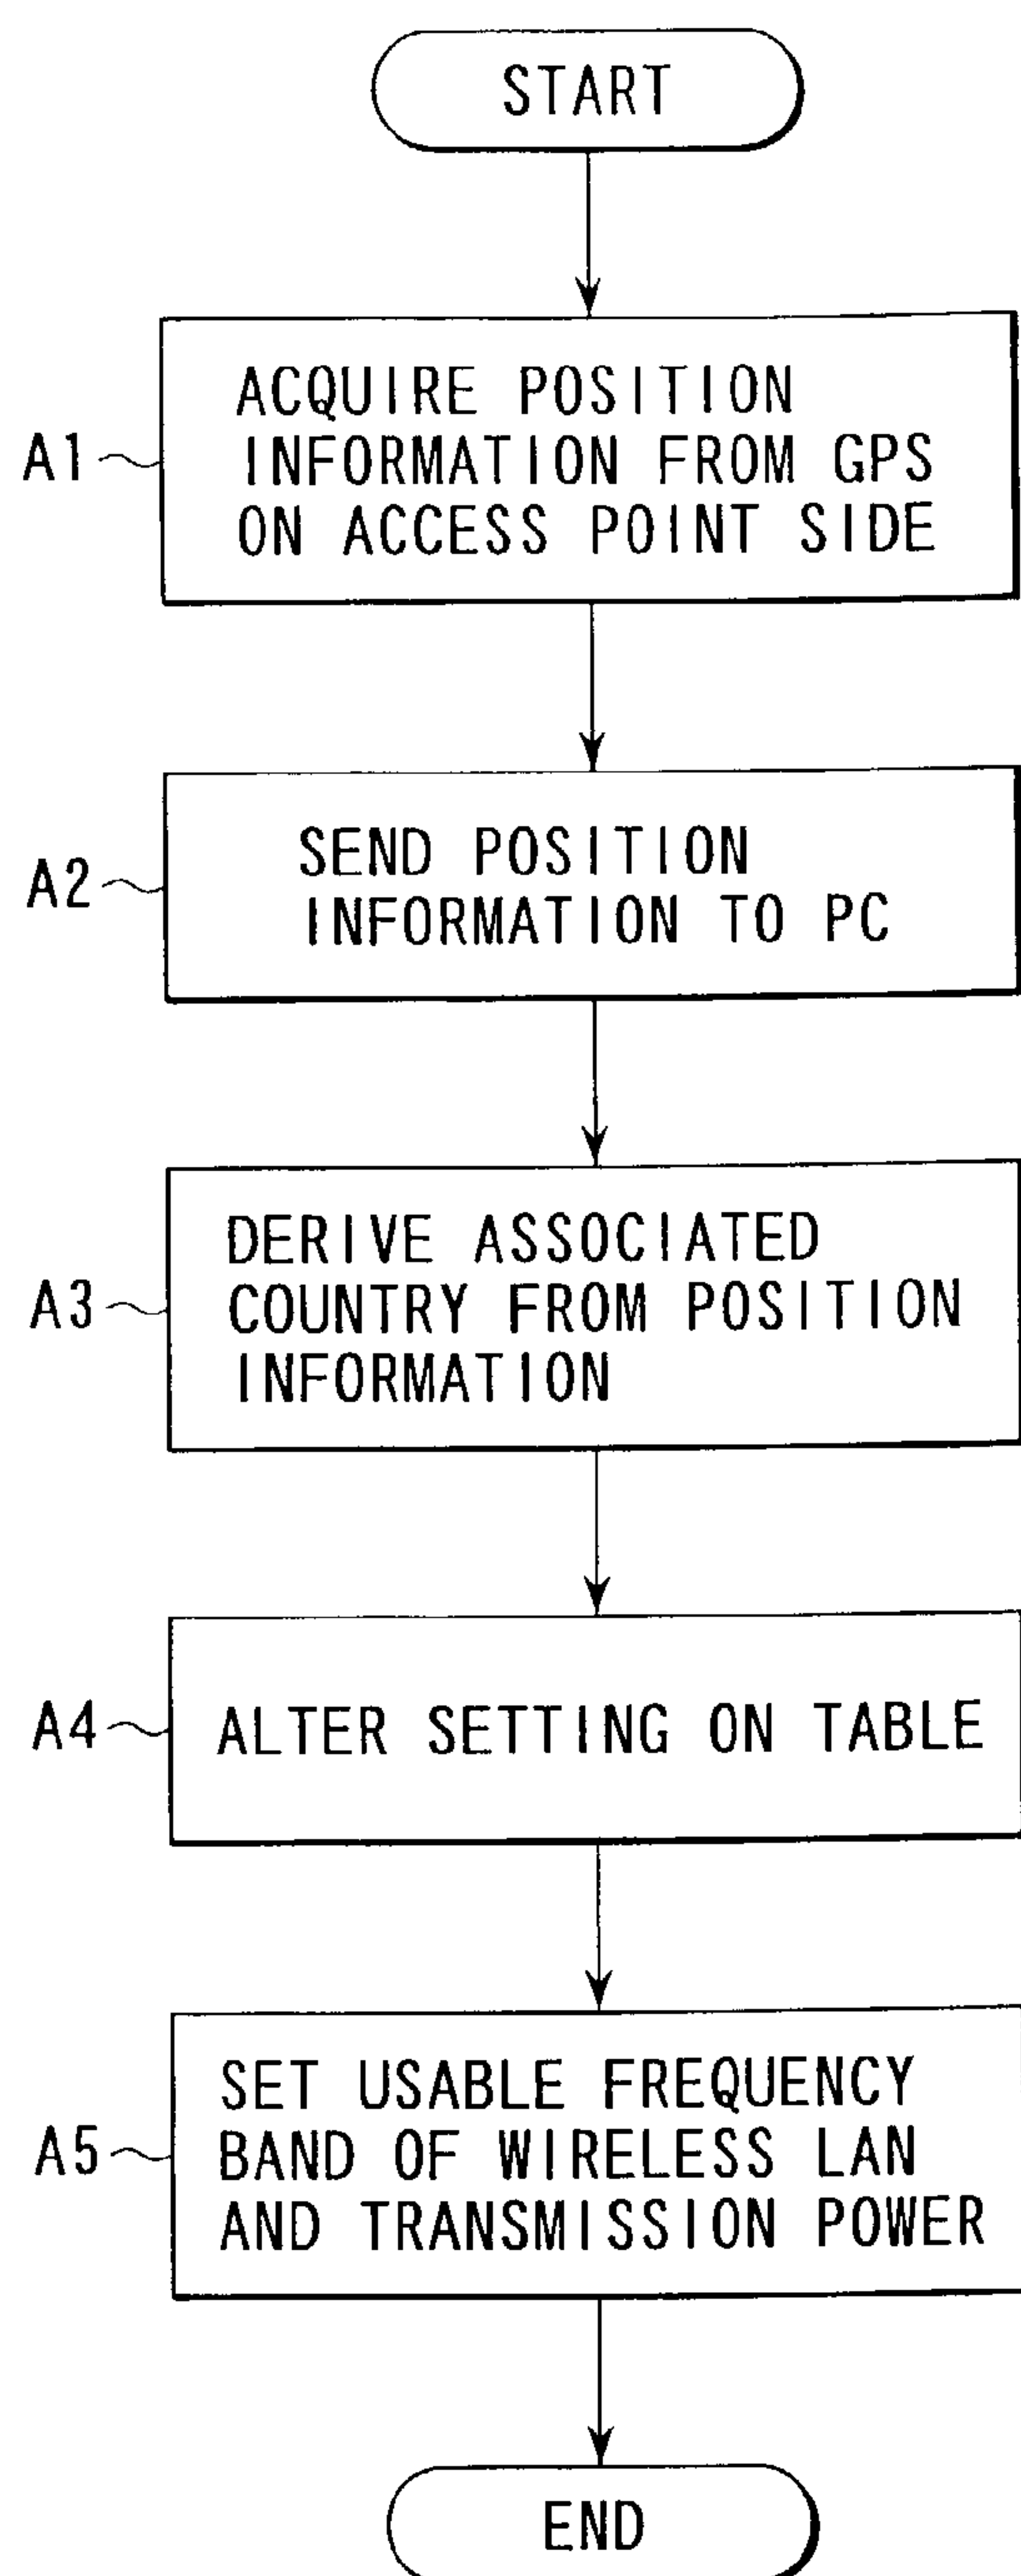 START
A1
ACQUIRE POSITION
INFORMATION FROM GPS
ON ACCESS POINT SIDE
A2
SEND POSITION
INFORMATION TO PC
A3
DERIVE ASSOCIATED
COUNTRY FROM POSITION
INFORMATION
A4
ALTER SETTING ON TABLE
A5
SET USABLE FREQUENCY
BAND OF WIRELESS LAN
AND TRANSMISSION POWER
END